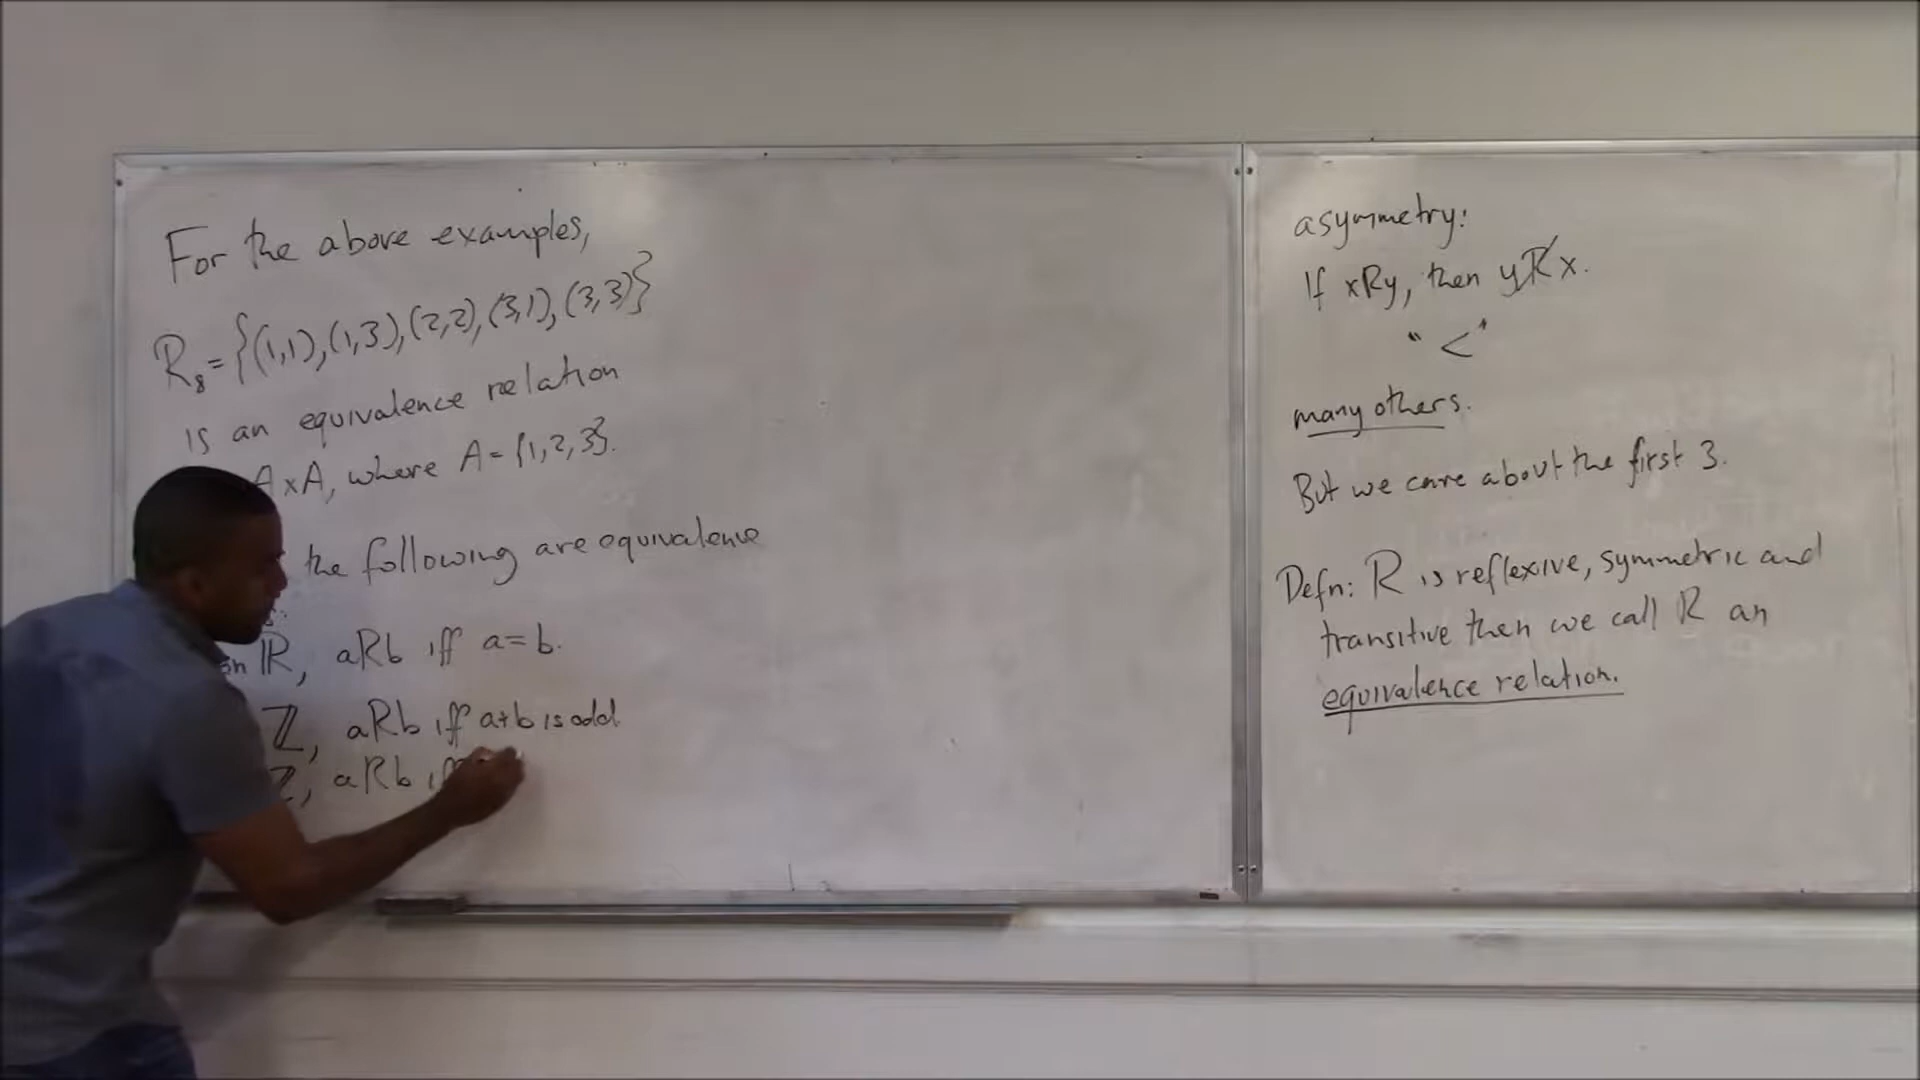 For the above examples,
R₈ = {(1,1),(1,3),(2,2),(3,1),(3,3)}
is an equivalence relation
A×A, where A = {1,2,3}.
the following are equivalence
on ℝ, aRb iff a=b.
ℤ, aRb iff a+b is odd
ℤ, aRb iff
asymmetry:
If xRy, then yR̸x.
"<"
many others.
But we care about the first 3.
Defn: R is reflexive, symmetric and
transitive then we call R an
equivalence relation.